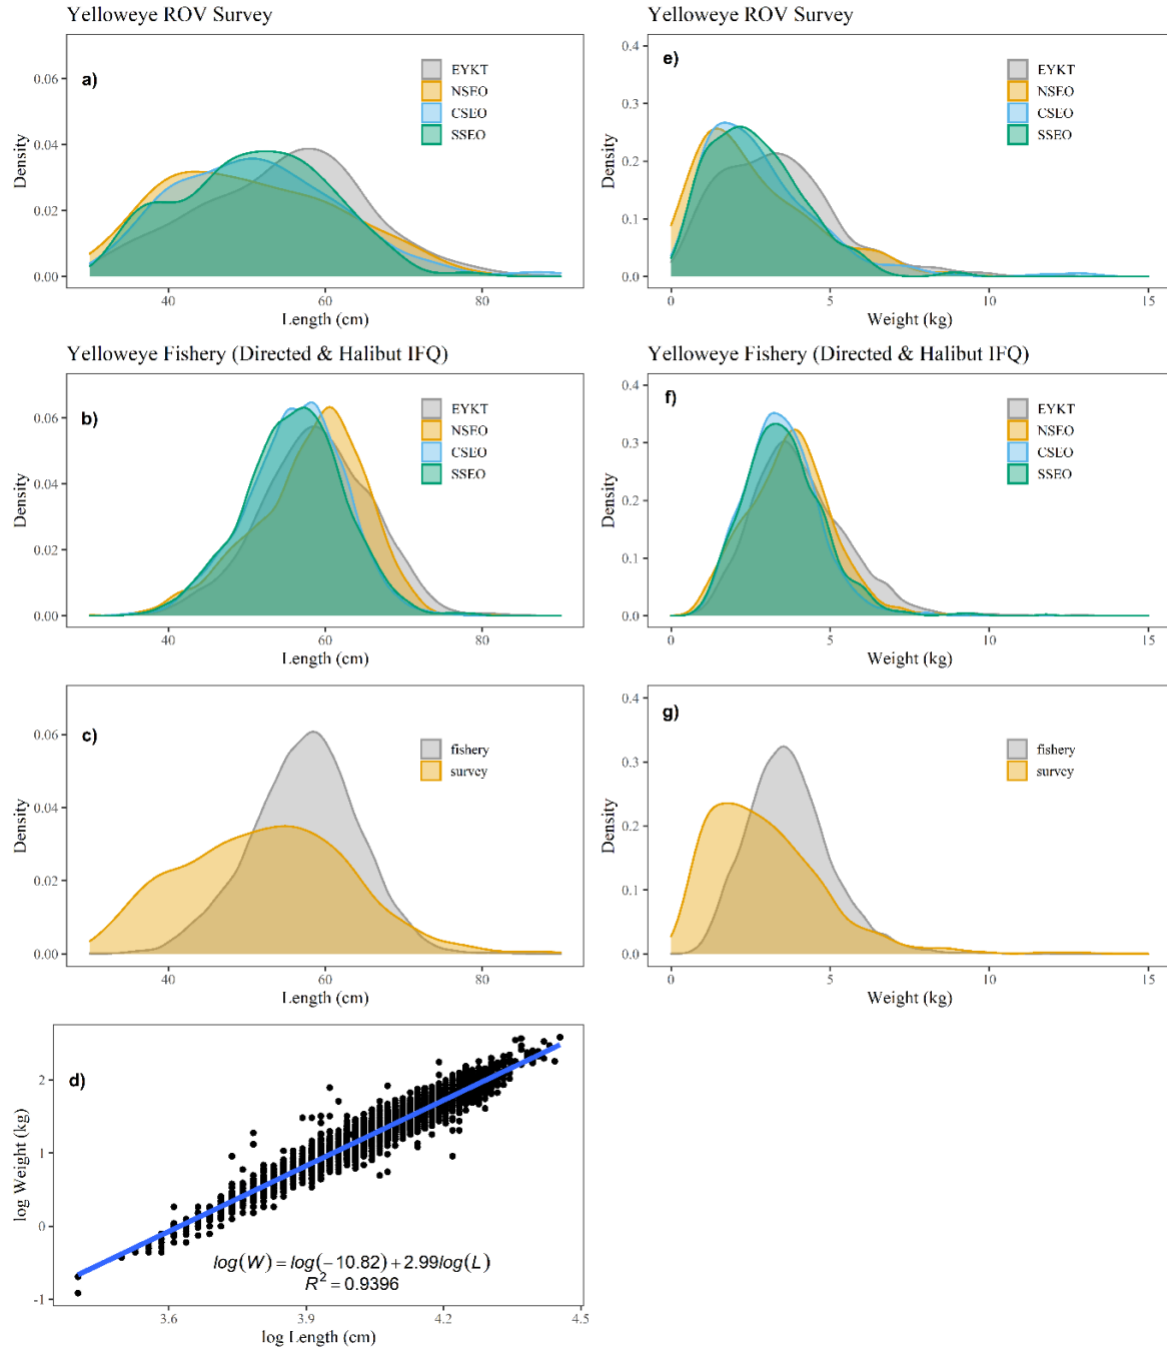 Yelloweye ROV Survey
a)
EYKT
NSEO
CSEO
SSEO
0.06
0.04
0.02
0.00
Density
40 60 80
Length (cm)
Yelloweye ROV Survey
e)
EYKT
NSEO
CSEO
SSEO
0.4
0.3
0.2
0.1
0.0
Density
0 5 10 15
Weight (kg)
Yelloweye Fishery (Directed & Halibut IFQ)
b)
EYKT
NSEO
CSEO
SSEO
0.06
0.04
0.02
0.00
Density
40 60 80
Length (cm)
Yelloweye Fishery (Directed & Halibut IFQ)
f)
EYKT
NSEO
CSEO
SSEO
0.4
0.3
0.2
0.1
0.0
Density
0 5 10 15
Weight (kg)
c)
fishery
survey
0.06
0.04
0.02
0.00
Density
40 60 80
Length (cm)
g)
fishery
survey
0.4
0.3
0.2
0.1
0.0
Density
0 5 10 15
Weight (kg)
d)
2
1
0
-1
log Weight (kg)
log(W) = log(−10.82) + 2.99log(L)
R² = 0.9396
3.6 3.9 4.2 4.5
log Length (cm)